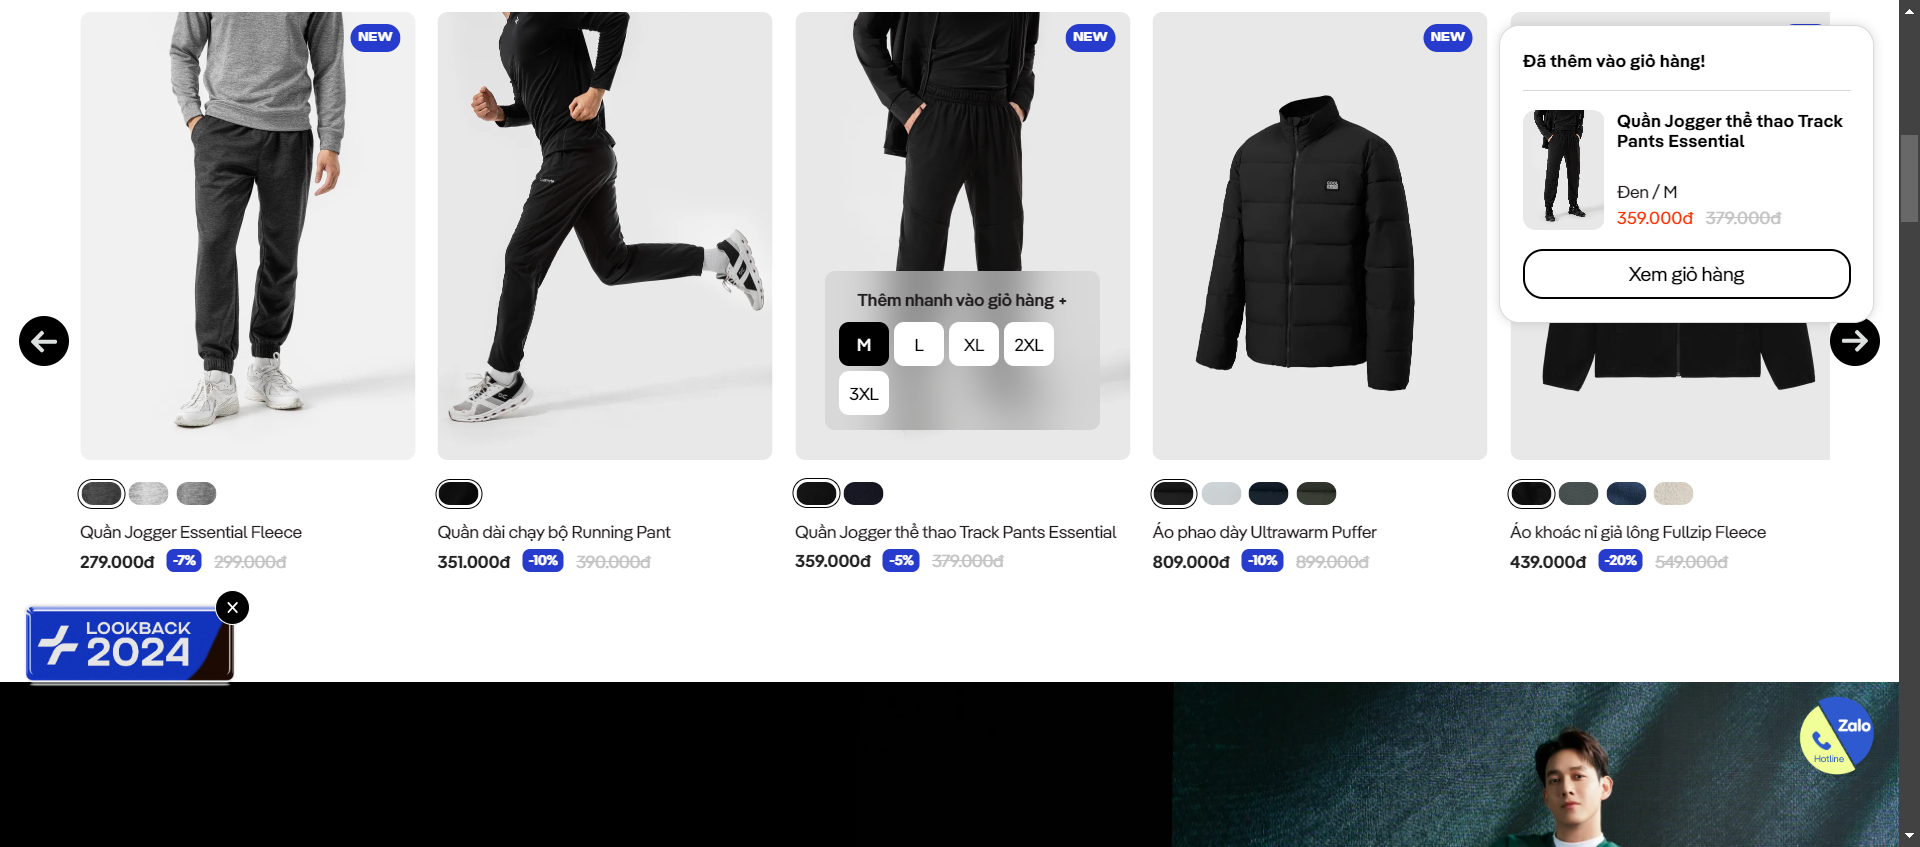 NEW
NEW
NEW
Đã thêm vào giỏ hàng!
Quần Jogger thể thao Track
Pants Essential
Đen / M
359.000đ 379.000đ
Xem giỏ hàng
Thêm nhanh vào giỏ hàng +
M L XL 2XL
3XL
Quần Jogger Essential Fleece
279.000đ -7% 299.000đ
Quần dài chạy bộ Running Pant
351.000đ -10% 390.000đ
Quần Jogger thể thao Track Pants Essential
359.000đ -5% 379.000đ
Áo phao dày Ultrawarm Puffer
809.000đ -10% 899.000đ
Áo khoác nỉ giả lông Fullzip Fleece
439.000đ -20% 549.000đ
LOOKBACK
2024
Zalo
Hotline